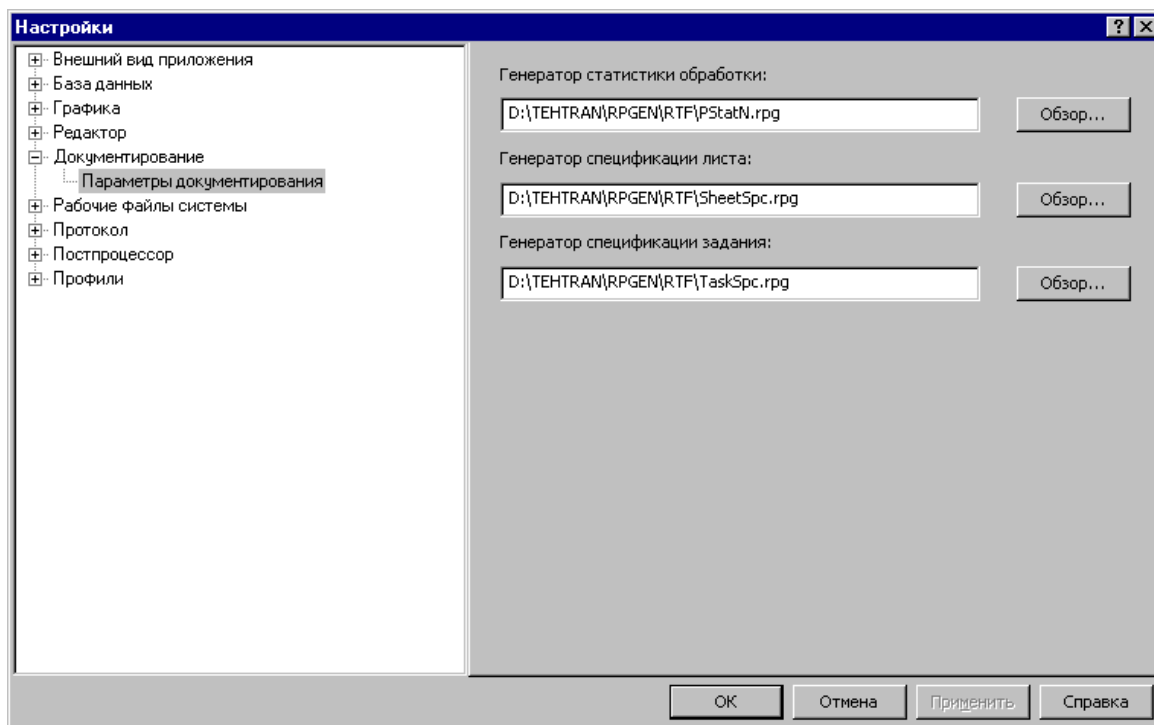 Настройки
Внешний вид приложения
База данных
Графика
Редактор
Документирование
Параметры документирования
Рабочие файлы системы
Протокол
Постпроцессор
Профили
Генератор статистики обработки:
D:\TEHTRAN\RPGEN\RTF\PStatN.rpg
Обзор...
Генератор спецификации листа:
D:\TEHTRAN\RPGEN\RTF\SheetSpc.rpg
Обзор...
Генератор спецификации задания:
D:\TEHTRAN\RPGEN\RTF\TaskSpc.rpg
Обзор...
ОК
Отмена
Применить
Справка